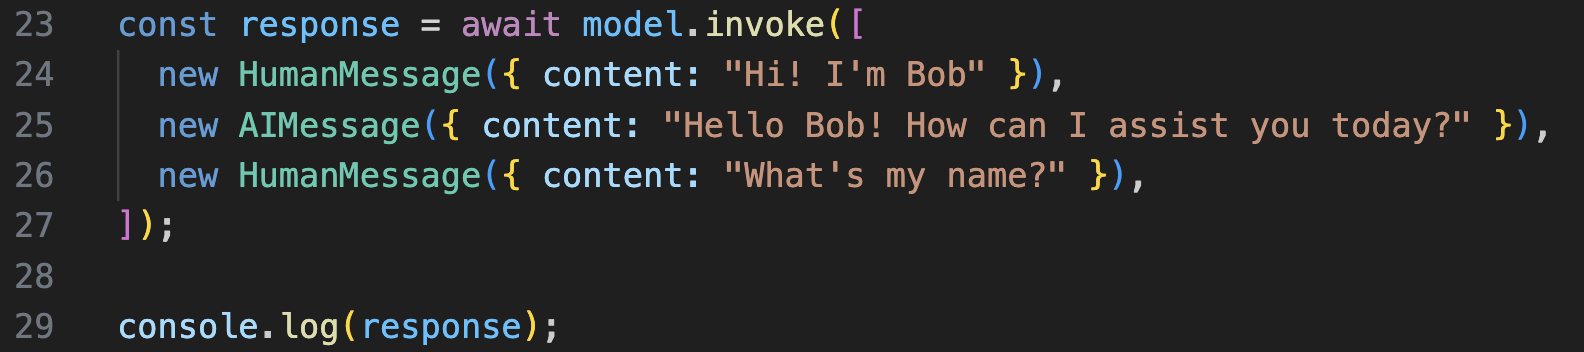 23 const response = await model.invoke([
24 new HumanMessage({ content: "Hi! I'm Bob" }),
25 new AIMessage({ content: "Hello Bob! How can I assist you today?" }),
26 new HumanMessage({ content: "What's my name?" }),
27 ]);
28
29 console.log(response);